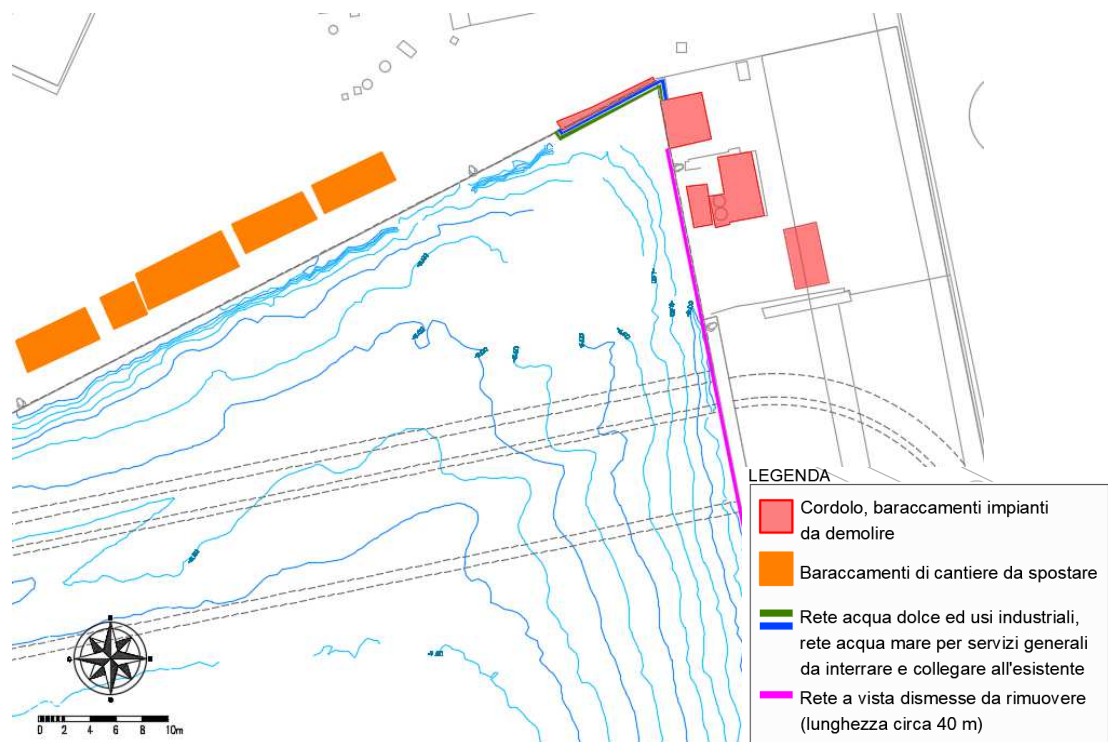 LEGENDA
Cordolo, baraccamenti impianti
da demolire
Baraccamenti di cantiere da spostare
Rete acqua dolce ed usi industriali,
rete acqua mare per servizi generali
da interrare e collegare all'esistente
Rete a vista dismesse da rimuovere
(lunghezza circa 40 m)
0 2 4 6 8 10m